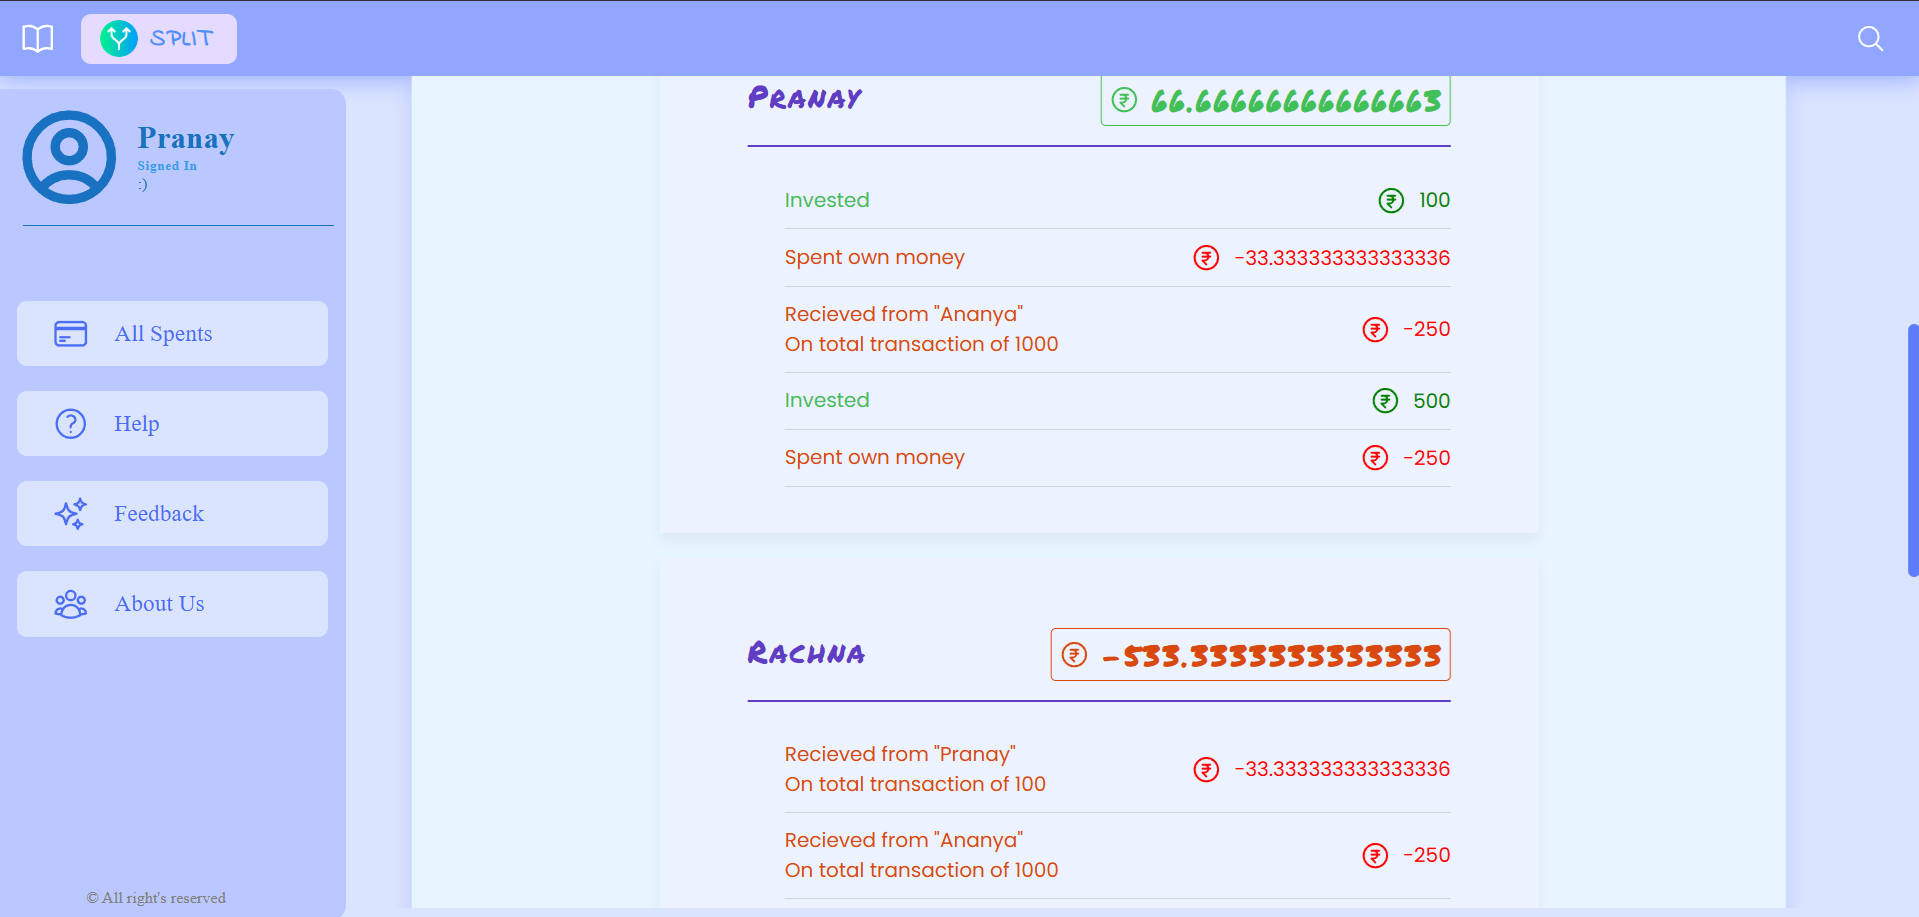 SPLIT
Pranay
Signed In
:)
All Spents
Help
Feedback
About Us
© All right's reserved
Pranay
66.6666666666663
Invested
100
Spent own money
-33.333333333333336
Recieved from "Ananya"
On total transaction of 1000
-250
Invested
500
Spent own money
-250
Rachna
-533.3333333333333
Recieved from "Pranay"
On total transaction of 100
-33.333333333333336
Recieved from "Ananya"
On total transaction of 1000
-250